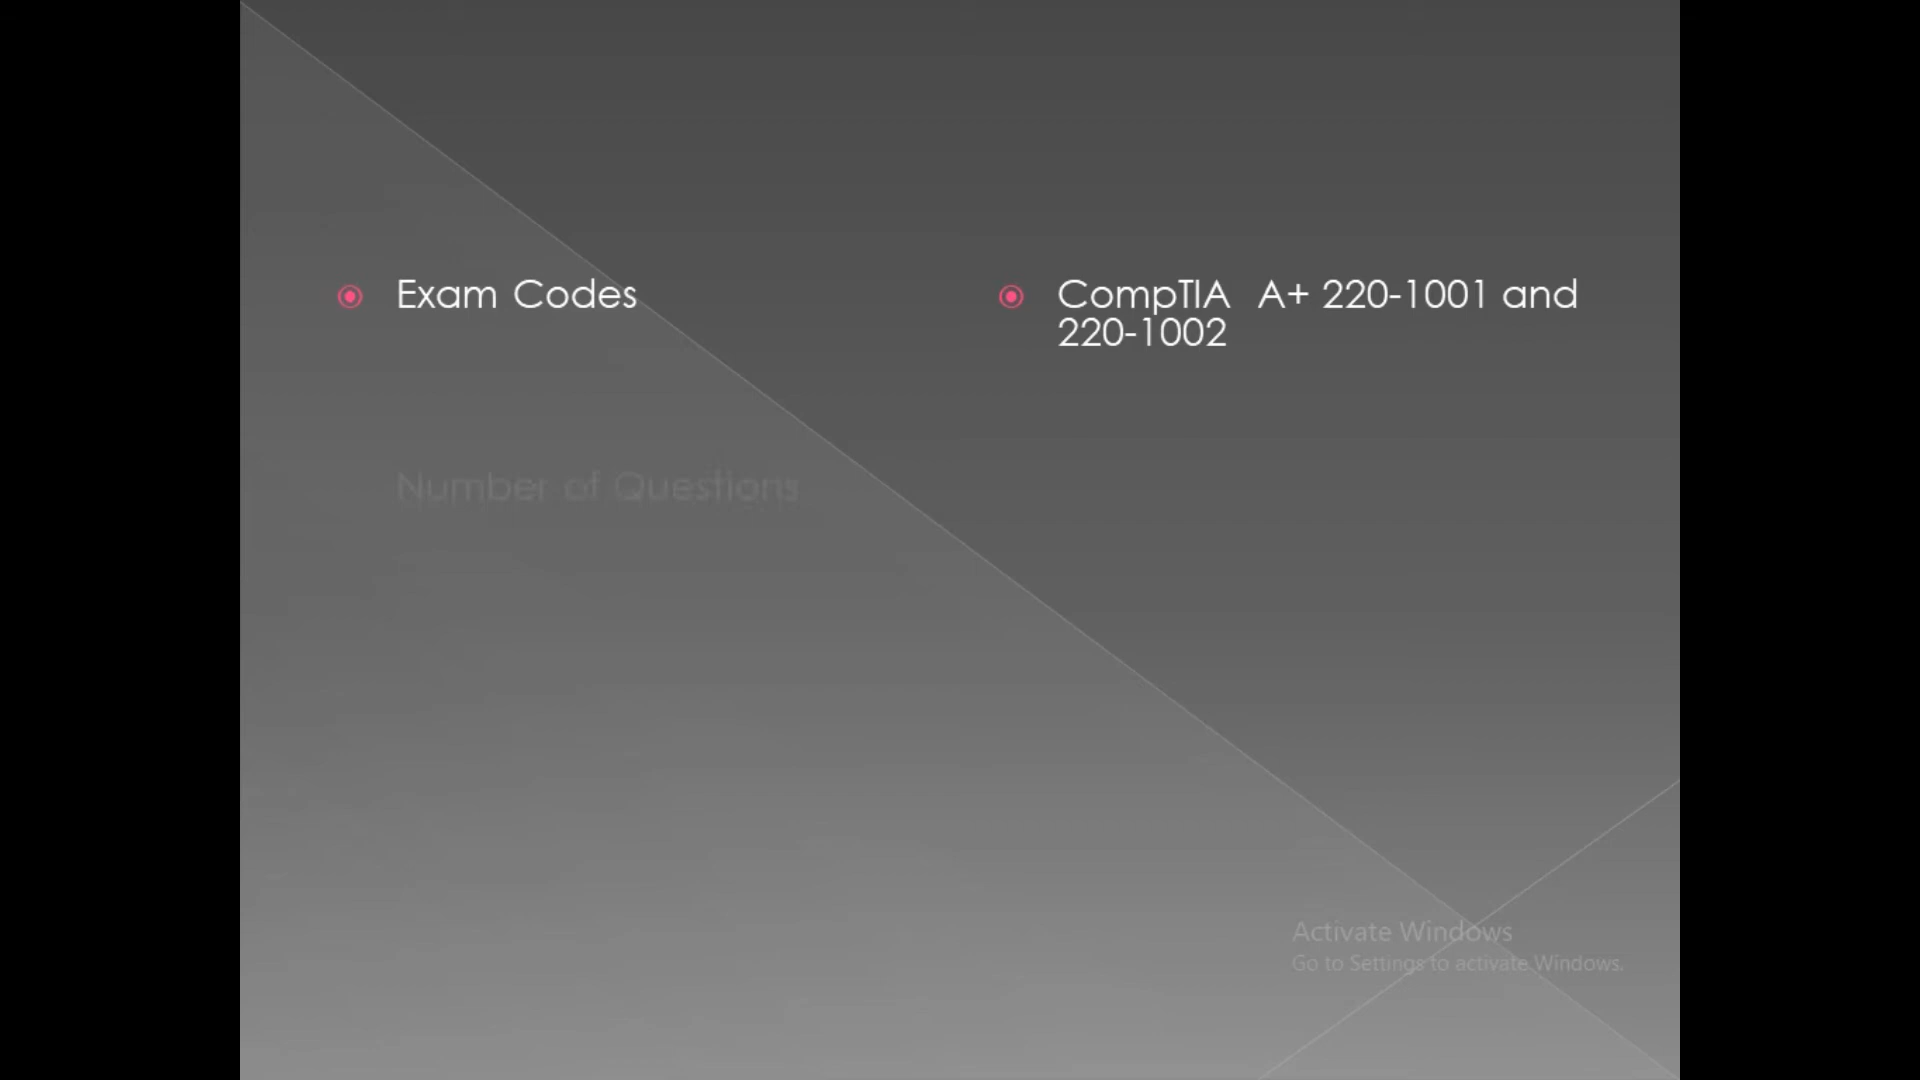 Exam Codes
CompTIA A+ 220-1001 and
220-1002
Number of Questions
Activate Windows
Go to Settings to activate Windows.